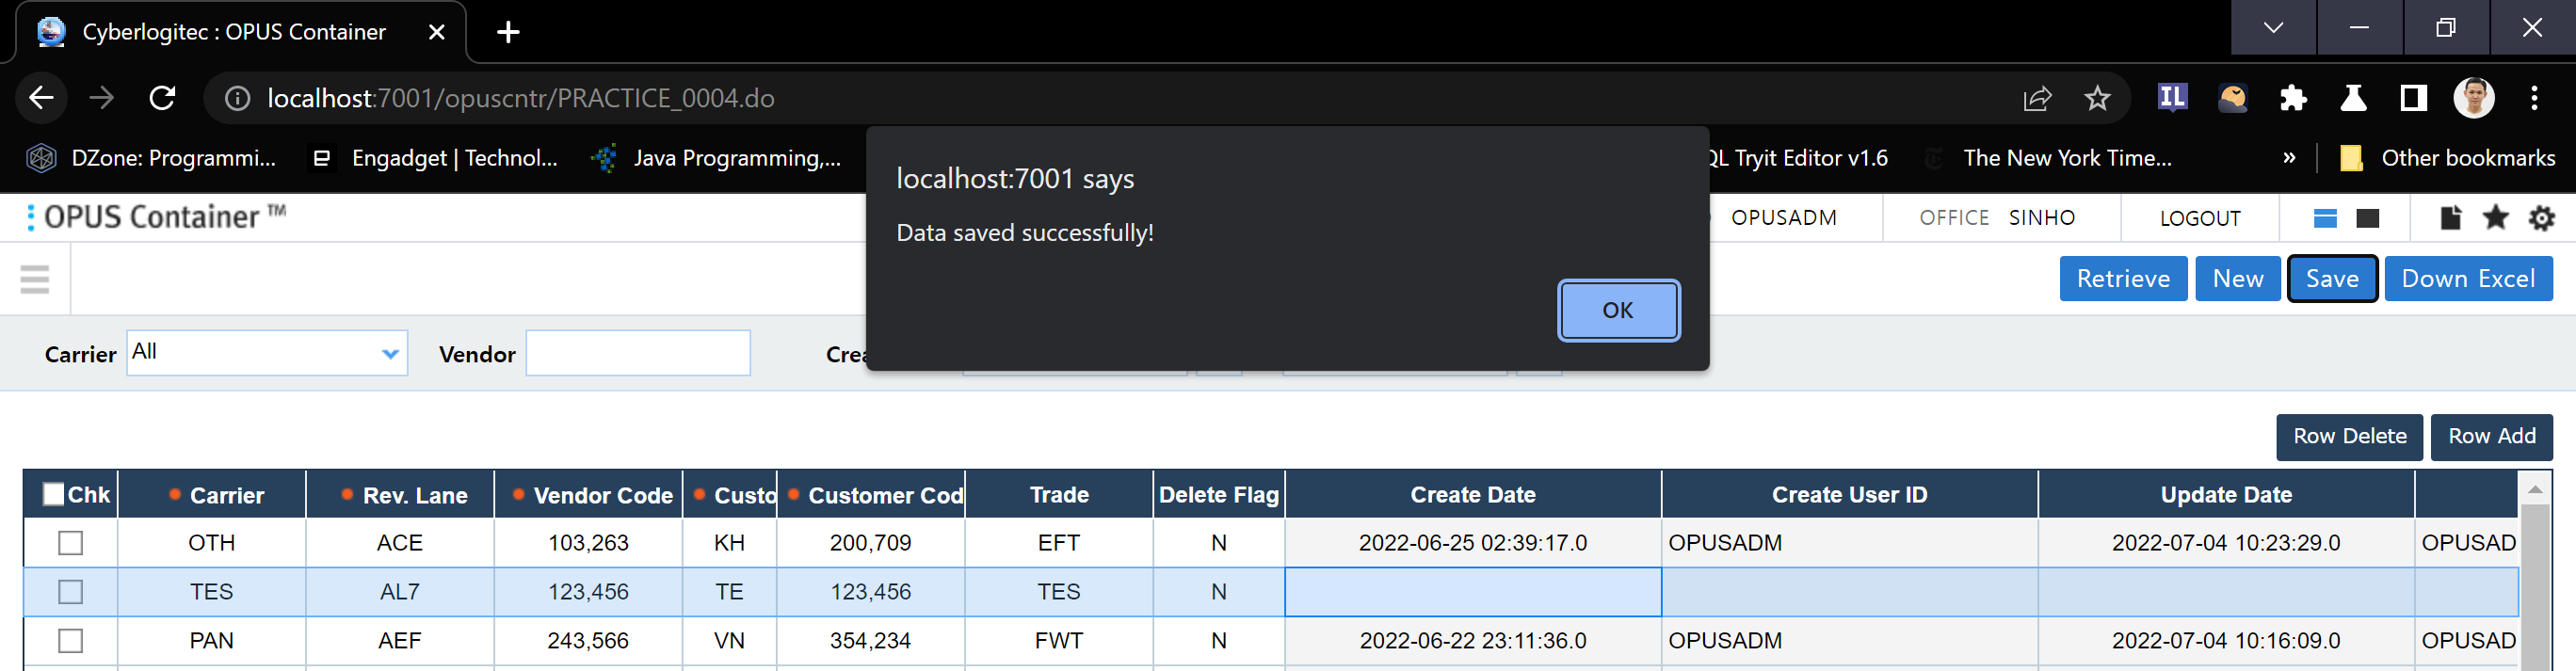 Cyberlogitec : OPUS Container
localhost:7001/opuscntr/PRACTICE_0004.do
IL
DZone: Programmi... Engadget | Technol... Java Programming,... QL Tryit Editor v1.6 The New York Time... » Other bookmarks
localhost:7001 says
Data saved successfully!
OK
OPUS Container ™ OPUSADM OFFICE SINHO LOGOUT
Retrieve New Save Down Excel
Carrier All Vendor Crea
Row Delete Row Add
Chk Carrier Rev. Lane Vendor Code Custo Customer Cod Trade Delete Flag Create Date Create User ID Update Date
OTH ACE 103,263 KH 200,709 EFT N 2022-06-25 02:39:17.0 OPUSADM 2022-07-04 10:23:29.0 OPUSAD
TES AL7 123,456 TE 123,456 TES N
PAN AEF 243,566 VN 354,234 FWT N 2022-06-22 23:11:36.0 OPUSADM 2022-07-04 10:16:09.0 OPUSAD